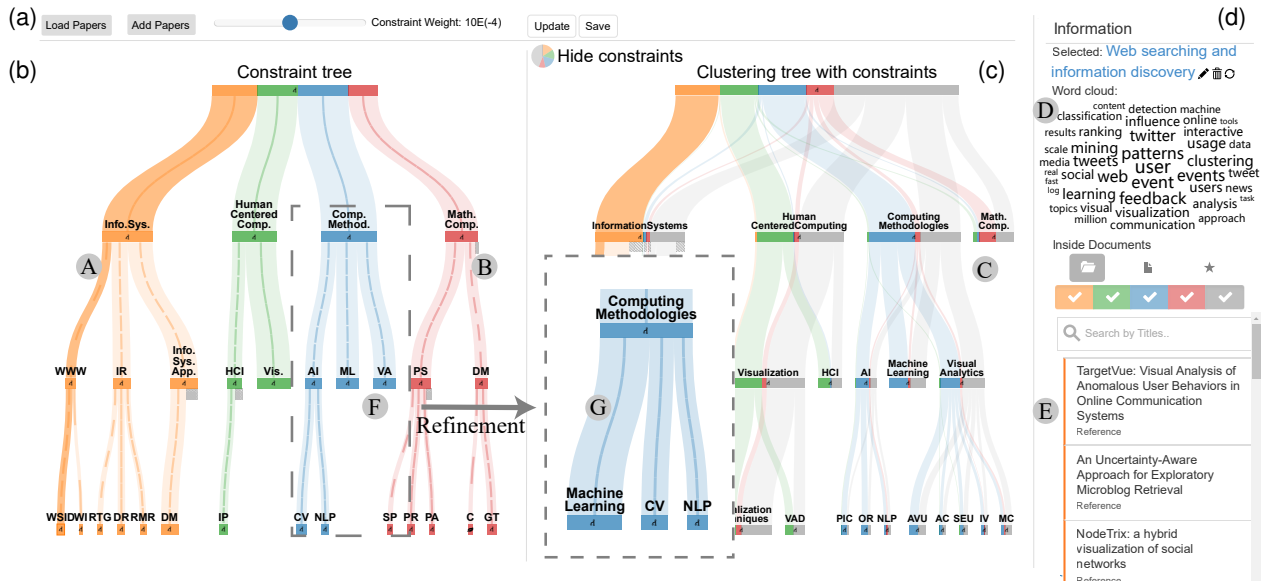 (a)
Load Papers
Add Papers
Constraint Weight: 10E(-4)
Update
Save
(b)
Constraint tree
Info.Sys.
Human
Centered
Comp.
Comp.
Method.
Math.
Comp.
A
B
WWW
IR
Info.
Sys.
App.
HCI
Vis.
AI
ML
VA
PS
DM
F
Refinement
WSID
WI
RTG
DR
RMR
DM
IP
CV
NLP
SP
PR
PA
C
GT
Hide constraints
Clustering tree with constraints
(c)
InformationSystems
Human
CenteredComputing
Computing
Methodologies
Math.
Comp.
C
Computing
Methodologies
G
Machine
Learning
CV
NLP
Visualization
HCI
AI
Machine
Learning
Visual
Analytics
lization
niques
VAD
PIC
OR
NLP
AVU
AC
SEU
IV
MC
(d)
Information
Selected: Web searching and
information discovery
Word cloud:
D
content
detection machine
classification
influence online tools
results ranking
twitter
interactive
scale mining
patterns
usage data
media tweets
user
clustering
real
social web
events tweet
fast
event
users news
log
learning
feedback
analysis
task
topics visual
visualization
approach
million
communication
Inside Documents
Search by Titles..
E
TargetVue: Visual Analysis of
Anomalous User Behaviors in
Online Communication
Systems
Reference
An Uncertainty-Aware
Approach for Exploratory
Microblog Retrieval
Reference
NodeTrix: a hybrid
visualization of social
networks
Reference